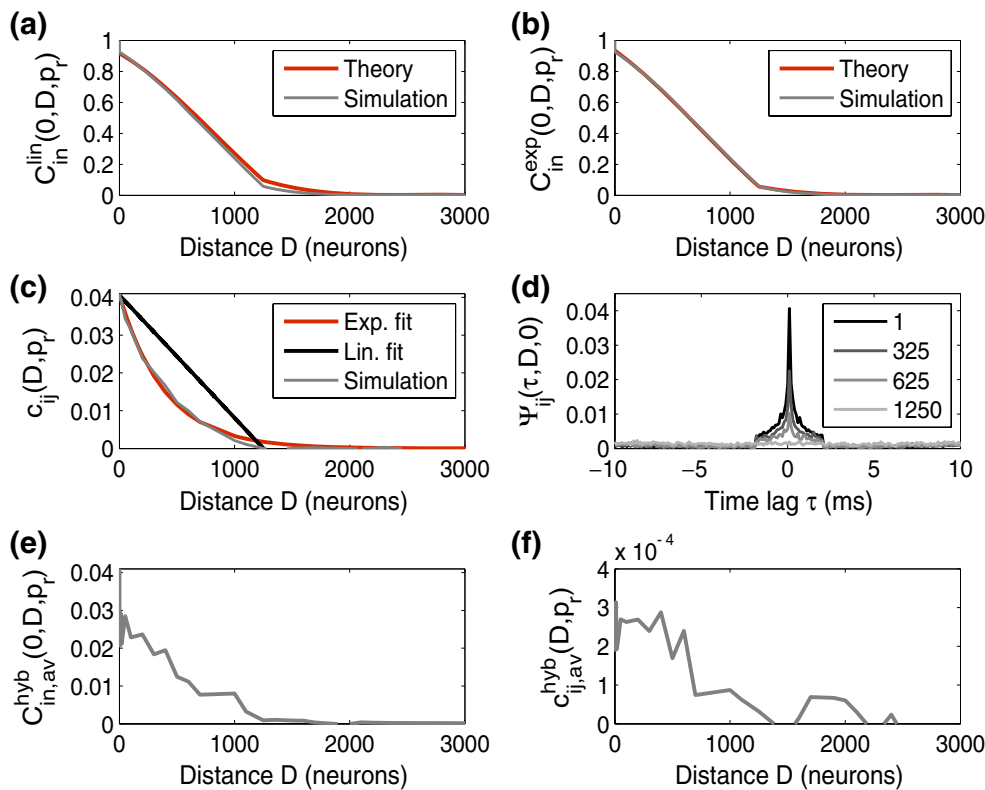 (a)
C_in^lin(0,D,p_r)
1
0.8
0.6
0.4
0.2
0
Theory
Simulation
0 1000 2000 3000
Distance D (neurons)
(b)
C_in^exp(0,D,p_r)
1
0.8
0.6
0.4
0.2
0
Theory
Simulation
0 1000 2000 3000
Distance D (neurons)
(c)
c_ij(D,p_r)
0.04
0.03
0.02
0.01
0
Exp. fit
Lin. fit
Simulation
0 1000 2000 3000
Distance D (neurons)
(d)
Ψ_ij(τ,D,0)
0.04
0.03
0.02
0.01
0
1
325
625
1250
−10 −5 0 5 10
Time lag τ (ms)
(e)
C_in,av^hyb(0,D,p_r)
0.04
0.03
0.02
0.01
0
0 1000 2000 3000
Distance D (neurons)
(f)
x 10^-4
c_ij,av^hyb(D,p_r)
4
3
2
1
0
0 1000 2000 3000
Distance D (neurons)